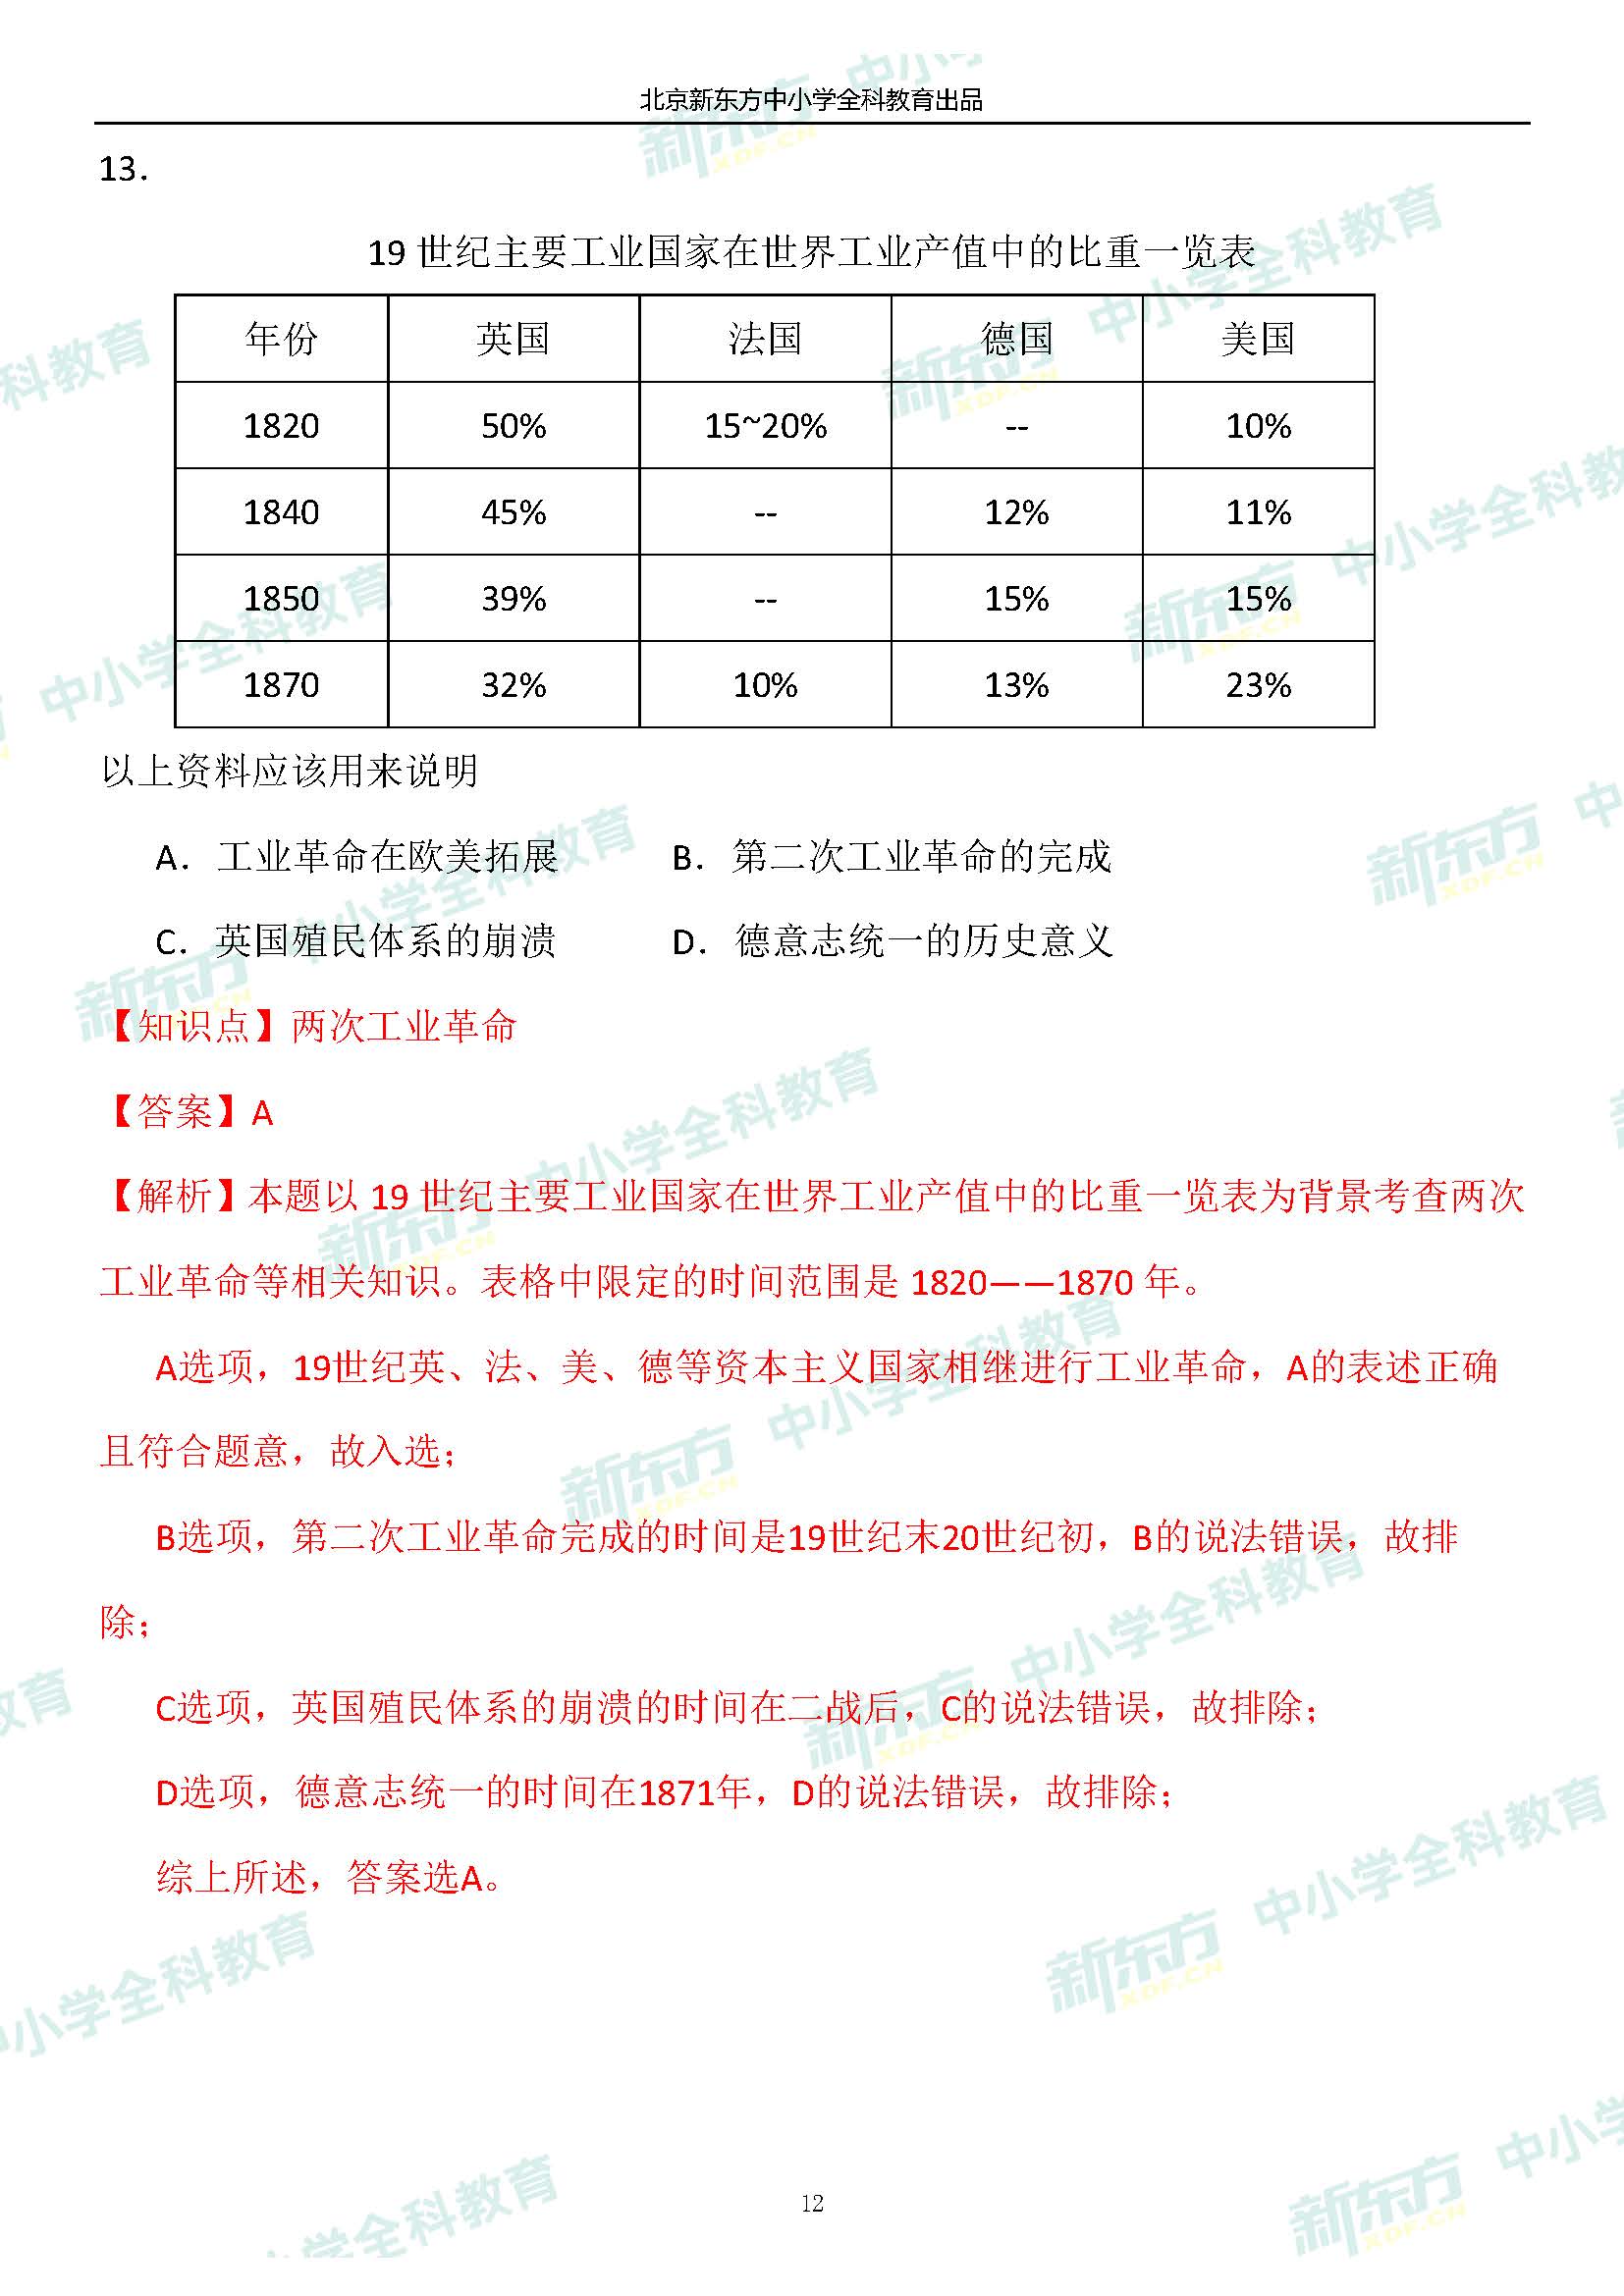 北京新东方中小学全科教育出品
13.
19 世纪主要工业国家在世界工业产值中的比重一览表
年份 英国 法国 德国 美国
1820 50% 15~20% -- 10%
1840 45% -- 12% 11%
1850 39% -- 15% 15%
1870 32% 10% 13% 23%
以上资料应该用来说明
A. 工业革命在欧美拓展 B. 第二次工业革命的完成
C. 英国殖民体系的崩溃 D. 德意志统一的历史意义
【知识点】两次工业革命
【答案】A
【解析】本题以 19 世纪主要工业国家在世界工业产值中的比重一览表为背景考查两次
工业革命等相关知识。表格中限定的时间范围是 1820——1870 年。
A选项，19世纪英、法、美、德等资本主义国家相继进行工业革命，A的表述正确
且符合题意，故入选；
B选项，第二次工业革命完成的时间是19世纪末20世纪初，B的说法错误，故排
除；
C选项，英国殖民体系的崩溃的时间在二战后，C的说法错误，故排除；
D选项，德意志统一的时间在1871年，D的说法错误，故排除；
综上所述，答案选A。
12
新东方 XDF.CN 中小学全科教育